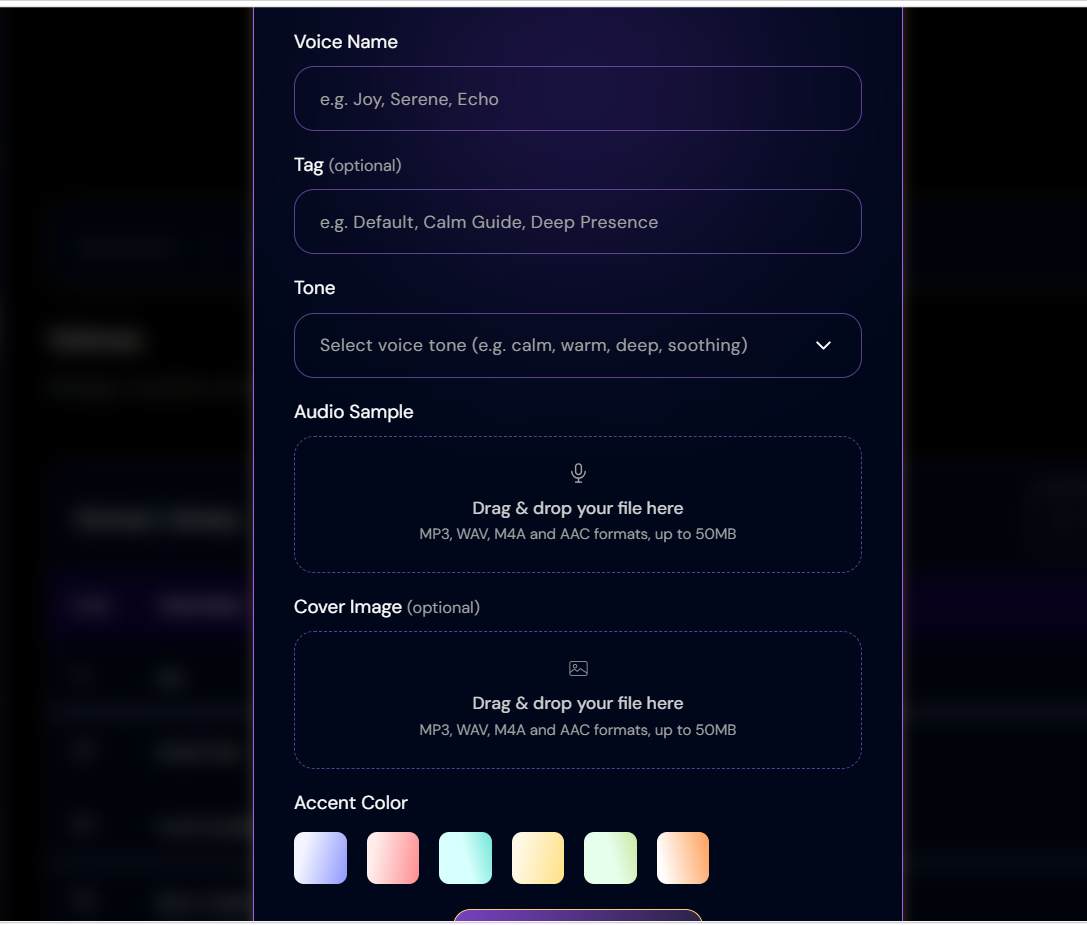 Voice Name
e.g. Joy, Serene, Echo
Tag (optional)
e.g. Default, Calm Guide, Deep Presence
Tone
Select voice tone (e.g. calm, warm, deep, soothing)
Audio Sample
Drag & drop your file here
MP3, WAV, M4A and AAC formats, up to 50MB
Cover Image (optional)
Drag & drop your file here
MP3, WAV, M4A and AAC formats, up to 50MB
Accent Color